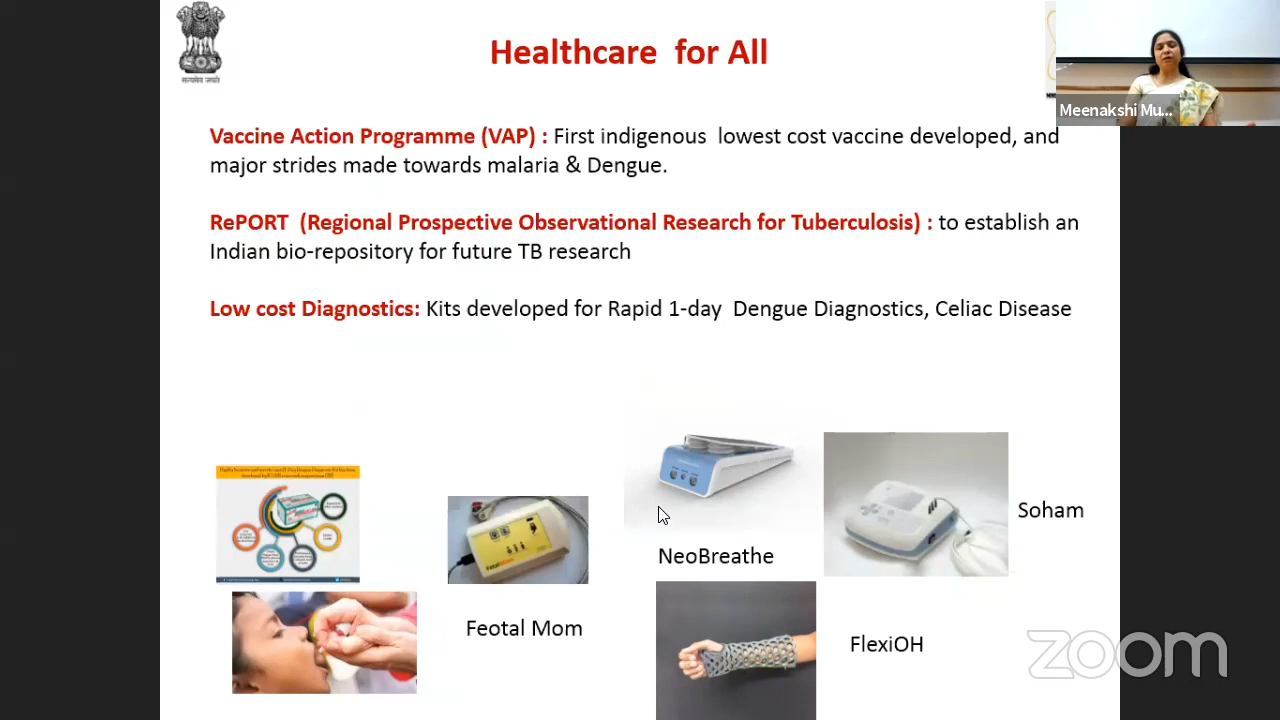 सत्यमेव जयते
Healthcare for All
Meenakshi Mu...
Vaccine Action Programme (VAP) : First indigenous lowest cost vaccine developed, and
major strides made towards malaria & Dengue.
RePORT (Regional Prospective Observational Research for Tuberculosis) : to establish an
Indian bio-repository for future TB research
Low cost Diagnostics: Kits developed for Rapid 1-day Dengue Diagnostics, Celiac Disease
Soham
NeoBreathe
Feotal Mom
FlexiOH
zoom